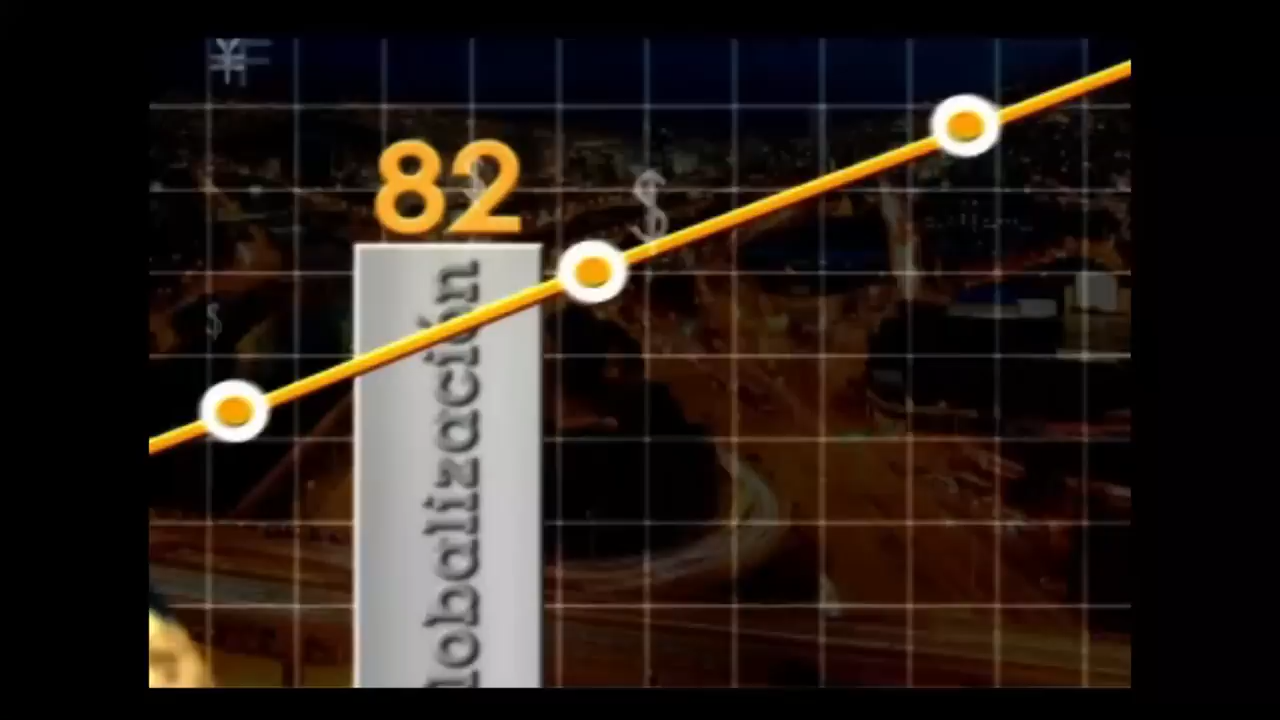 ¥
82
$
$
lobalización